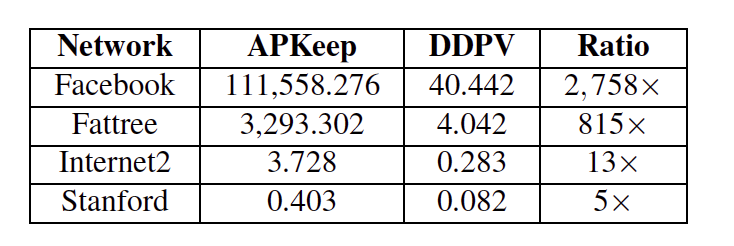 Network APKeep DDPV Ratio
Facebook 111,558.276 40.442 2,758×
Fattree 3,293.302 4.042 815×
Internet2 3.728 0.283 13×
Stanford 0.403 0.082 5×